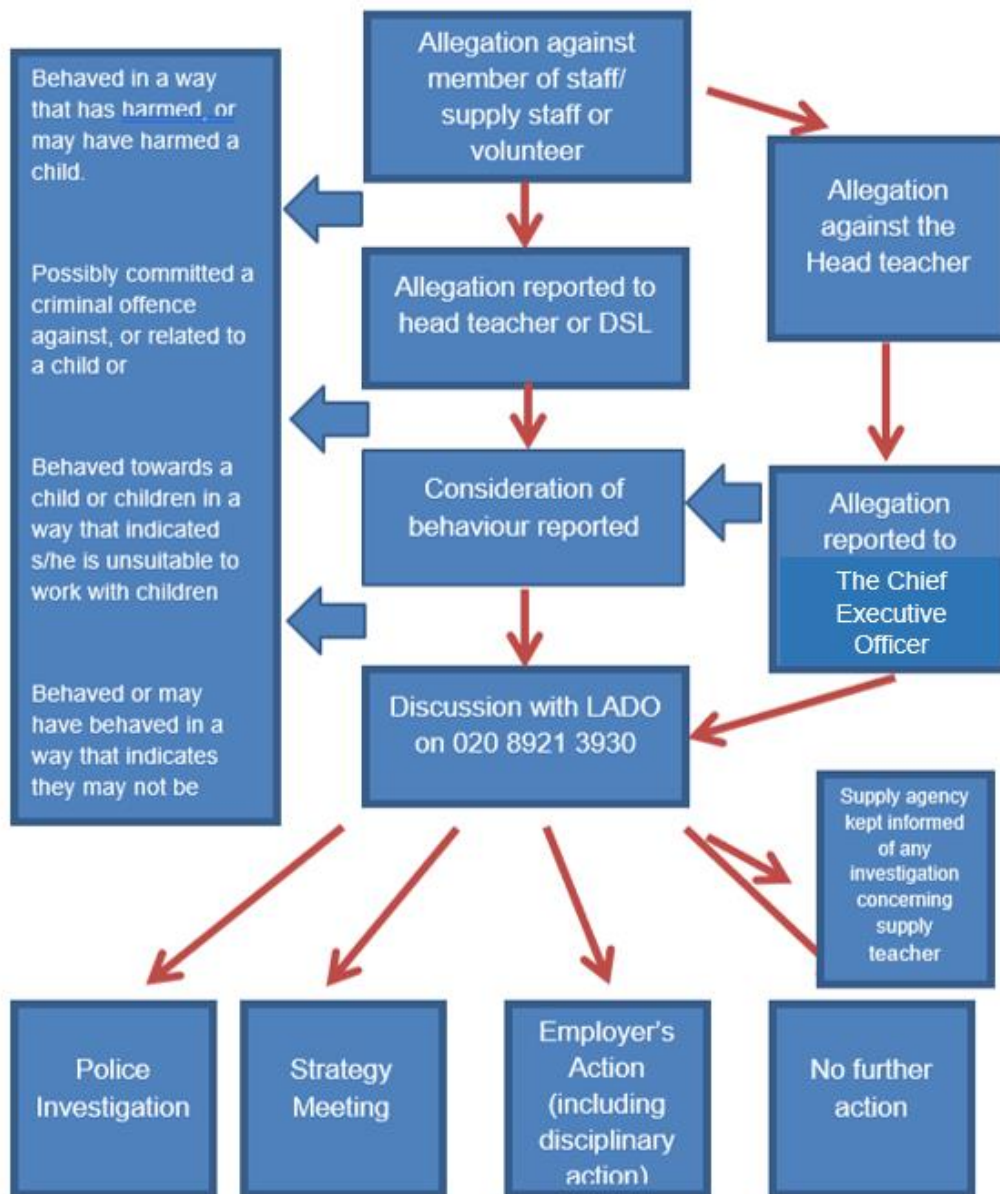 Allegation against
member of staff/
supply staff or
volunteer
Behaved in a way
that has harmed, or
may have harmed a
child.
Possibly committed a
criminal offence
against, or related to
a child or
Behaved towards a
child or children in a
way that indicated
s/he is unsuitable to
work with children
Behaved or may
have behaved in a
way that indicates
they may not be
Allegation
against the
Head teacher
Allegation reported to
head teacher or DSL
Consideration of
behaviour reported
Allegation
reported to
The Chief
Executive
Officer
Discussion with LADO
on 020 8921 3930
Supply agency
kept informed
of any
investigation
concerning
supply
teacher
Police
Investigation
Strategy
Meeting
Employer's
Action
(including
disciplinary
action)
No further
action